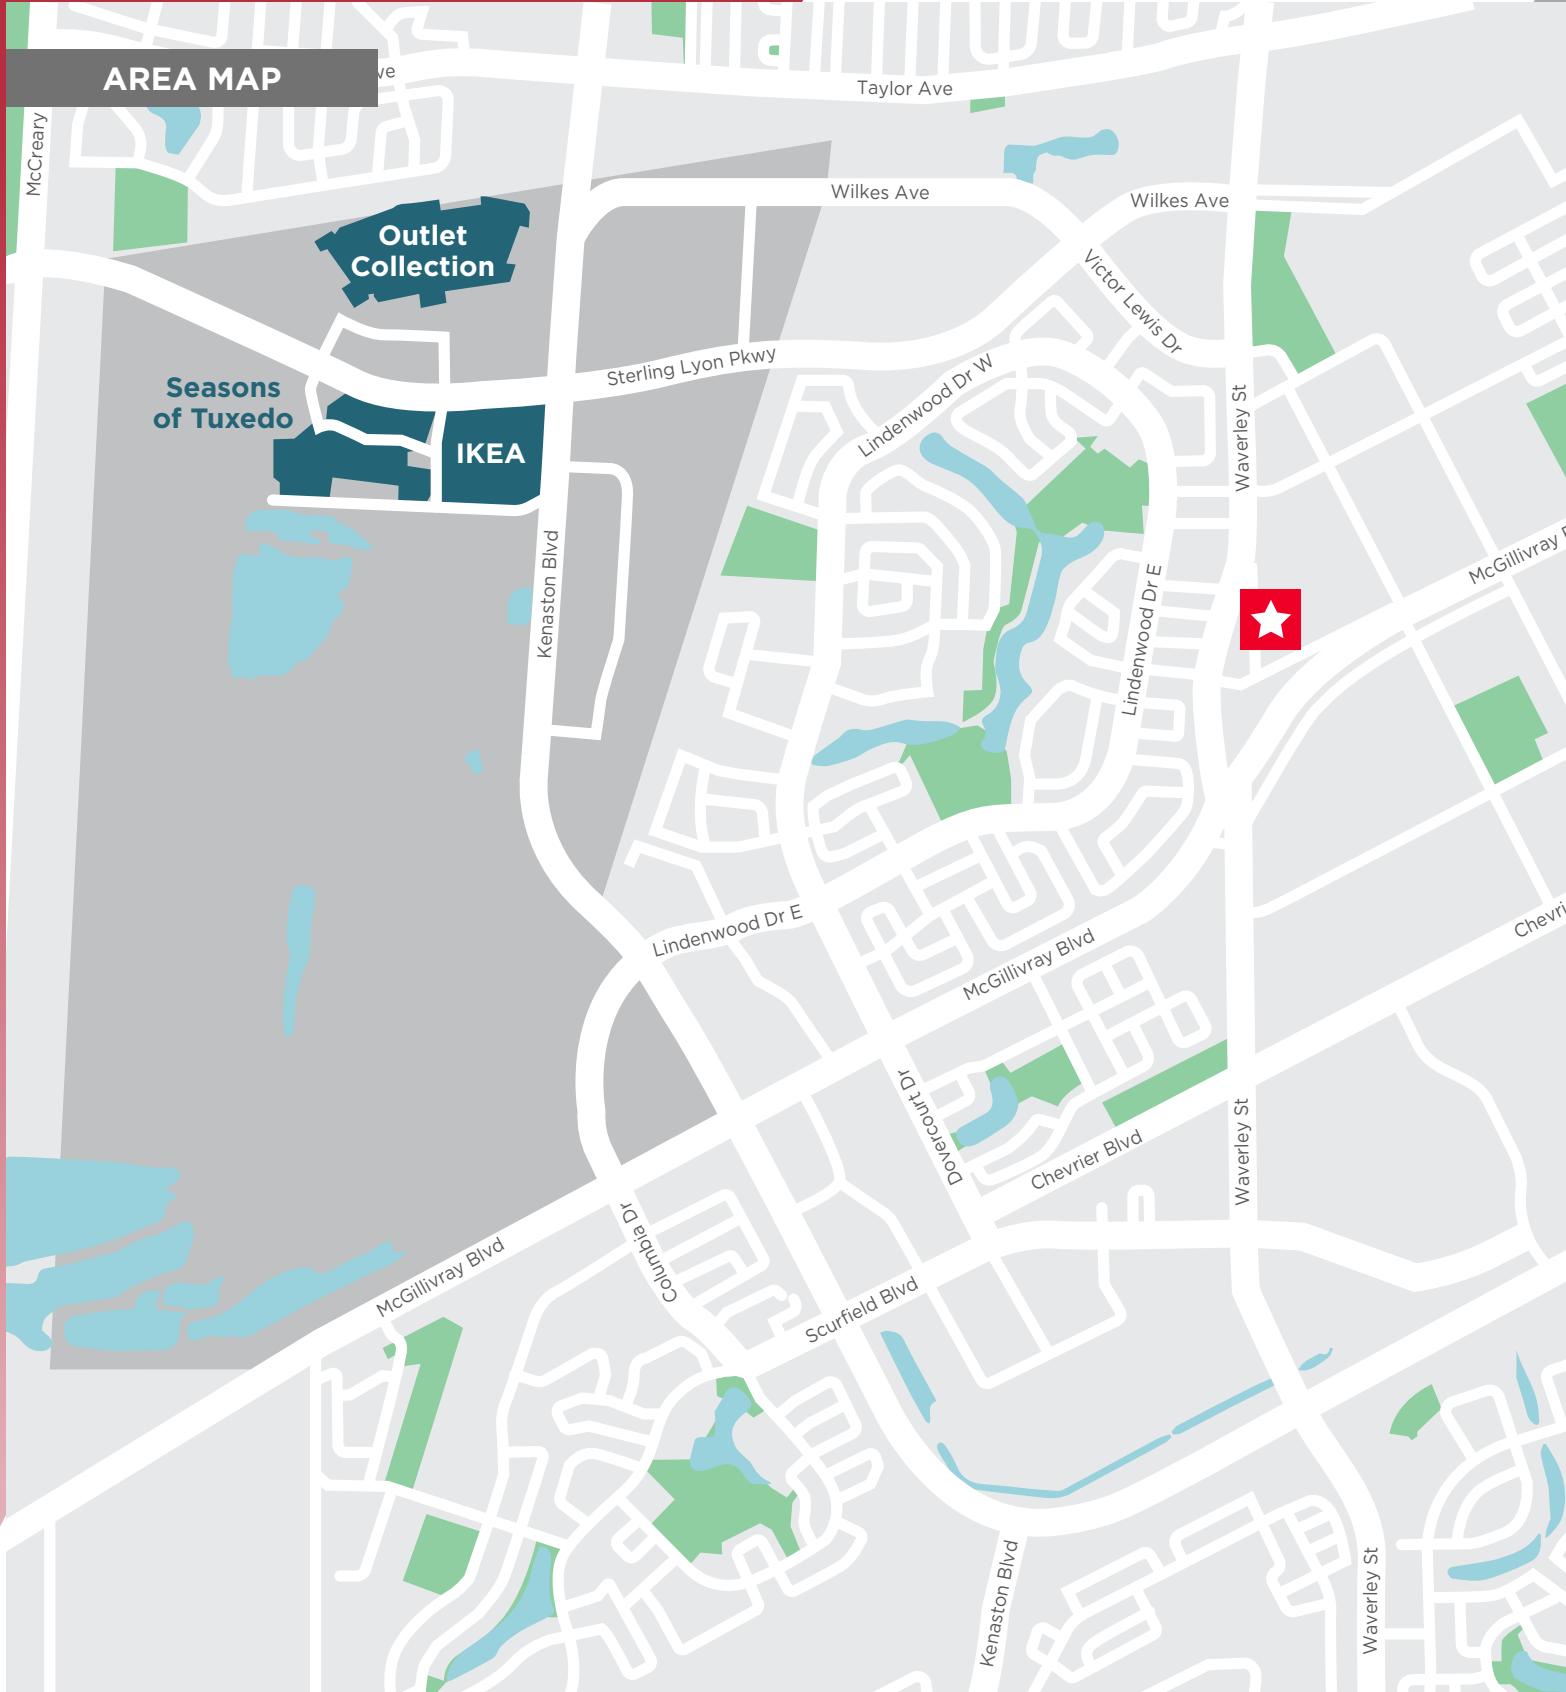 AREA MAP
ve
Taylor Ave
McCreary
Wilkes Ave
Wilkes Ave
Outlet
Collection
Victor Lewis Dr
Sterling Lyon Pkwy
Seasons
of Tuxedo
IKEA
Lindenwood Dr W
Waverley St
McGillivray B
Kenaston Blvd
Lindenwood Dr E
Lindenwood Dr E
Chevri
McGillivray Blvd
Dovercourt Dr
Chevrier Blvd
Waverley St
Columbia Dr
McGillivray Blvd
Scurfield Blvd
Kenaston Blvd
Waverley St